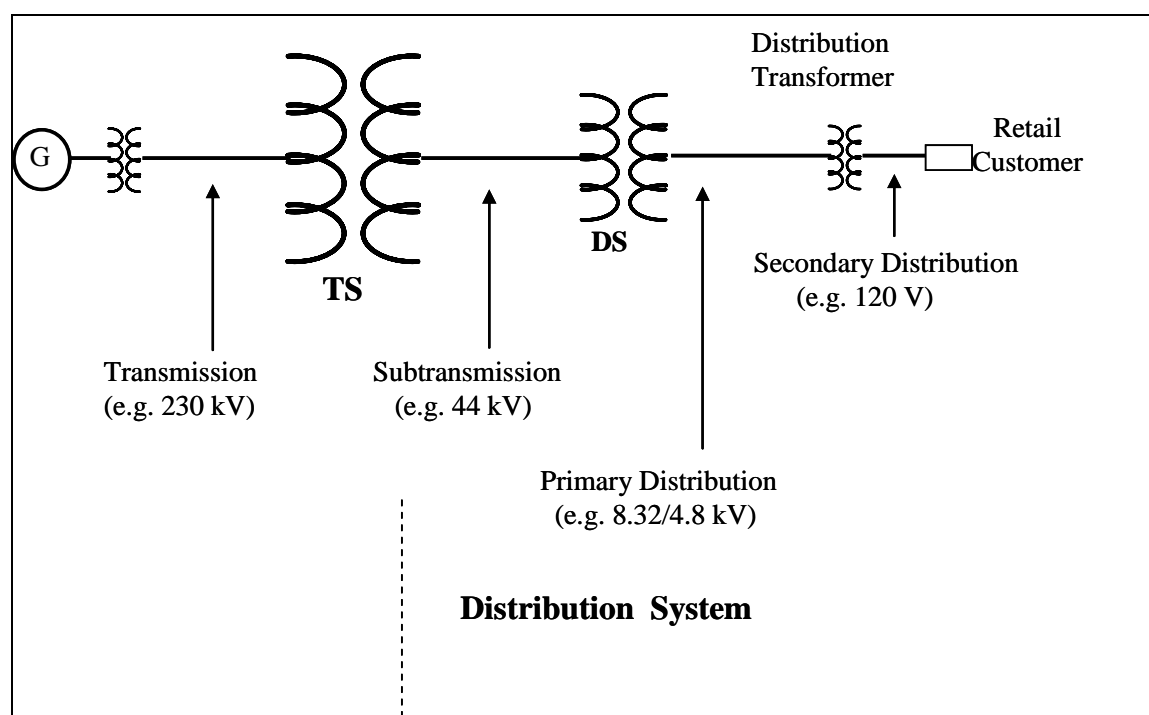 Distribution
Transformer
G
Retail
Customer
TS
DS
Secondary Distribution
(e.g. 120 V)
Transmission
(e.g. 230 kV)
Subtransmission
(e.g. 44 kV)
Primary Distribution
(e.g. 8.32/4.8 kV)
Distribution System